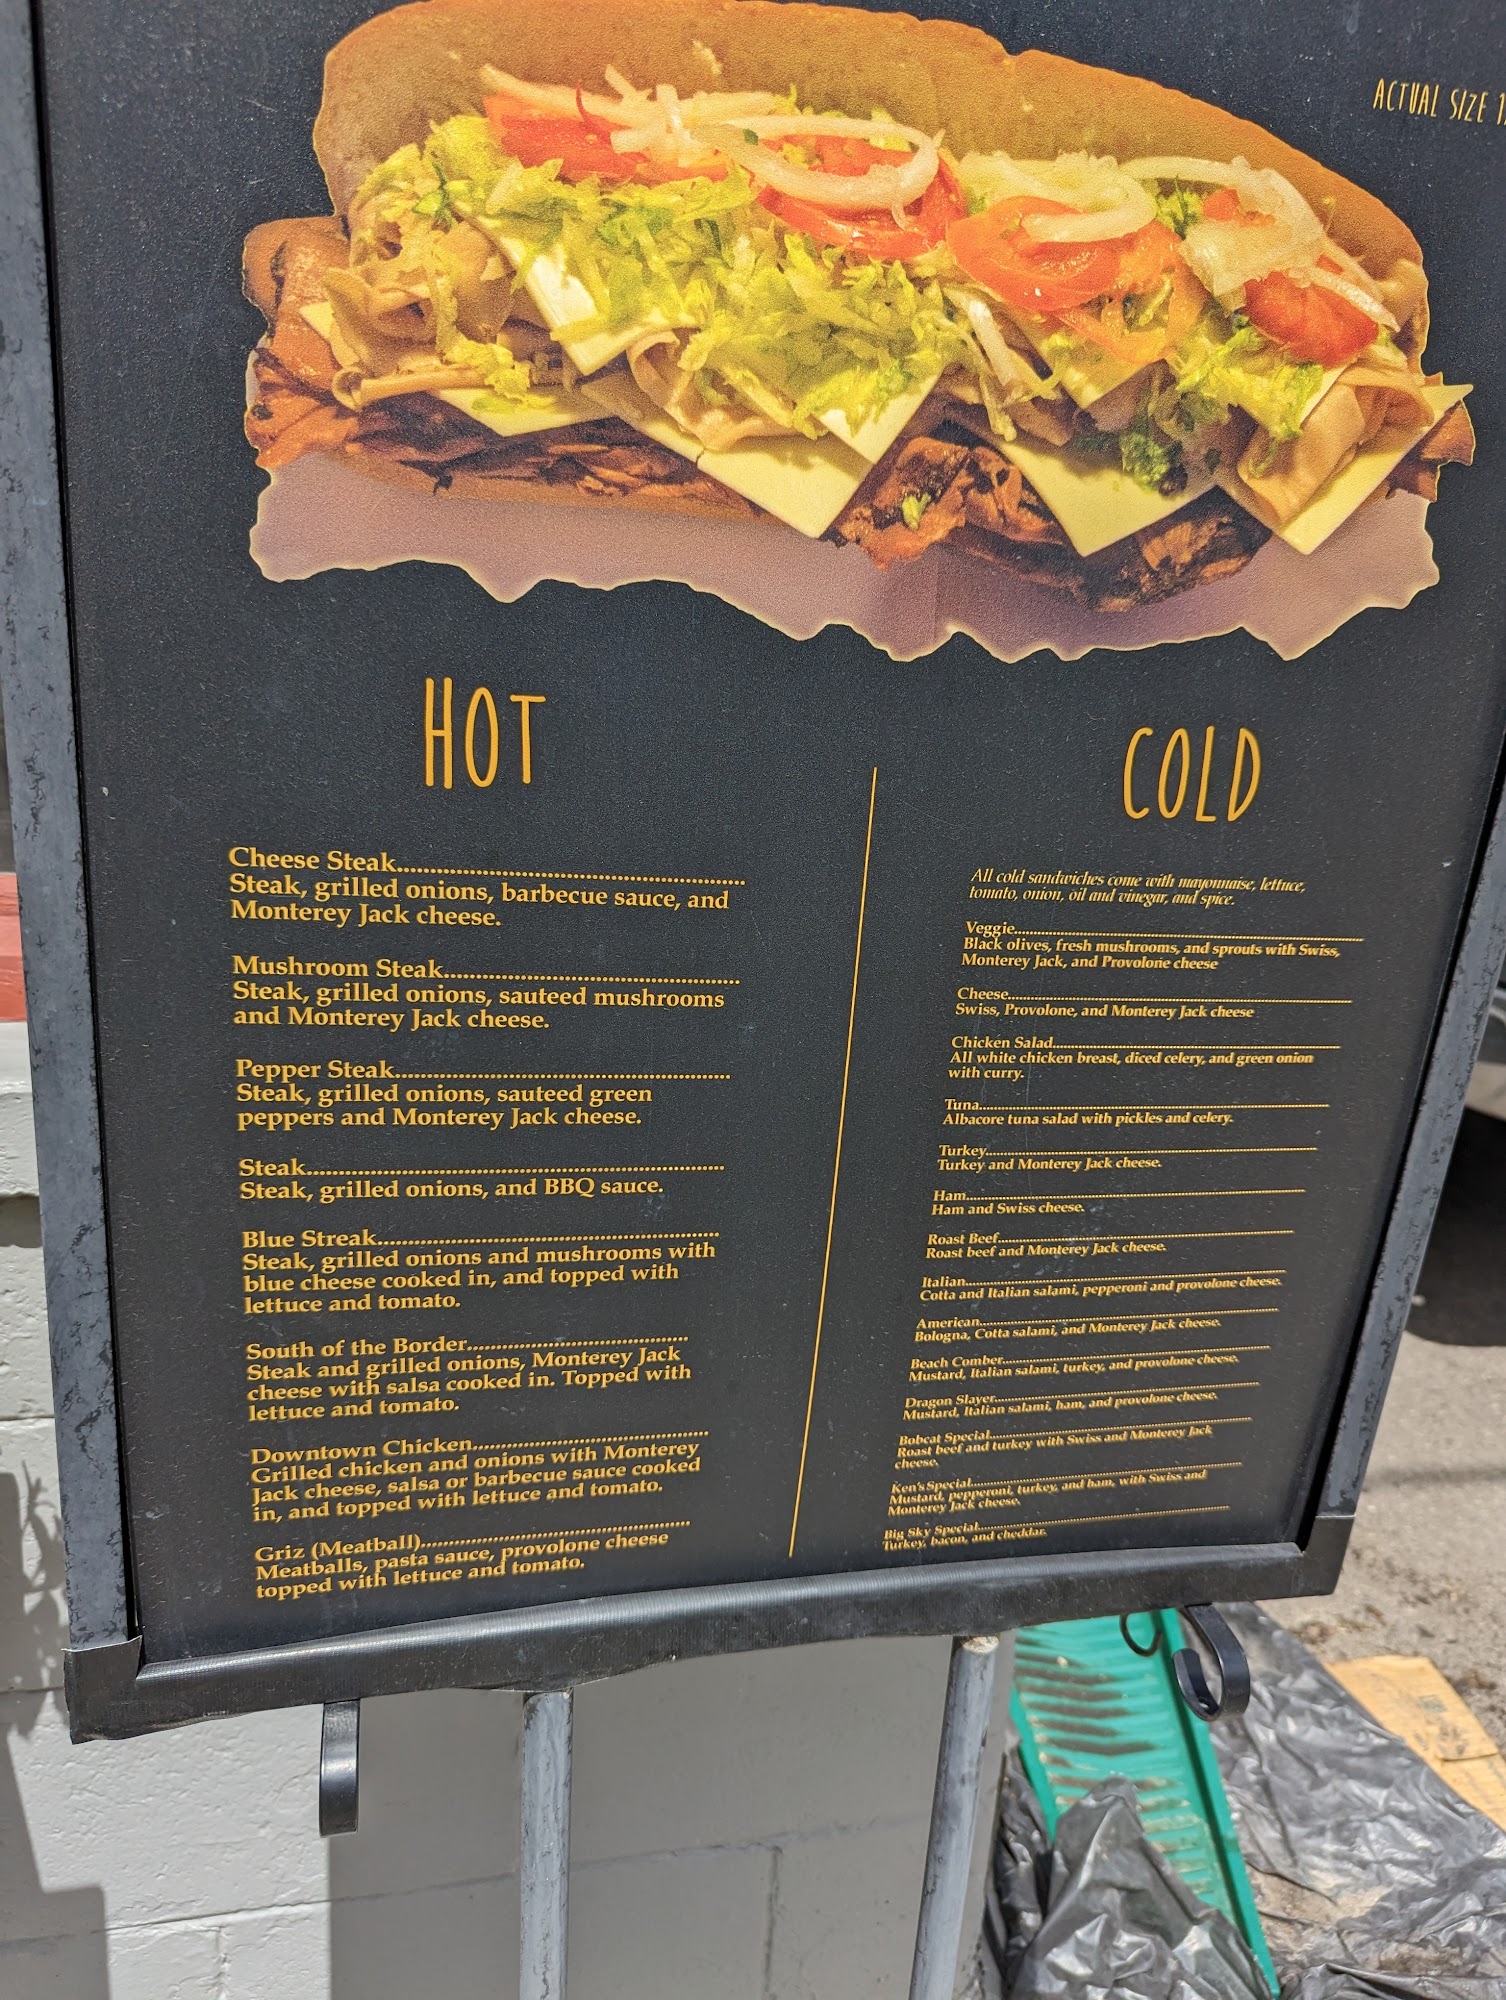 ACTUAL SIZE
HOT
Cheese Steak
Steak, grilled onions, barbecue sauce, and
Monterey Jack cheese.
Mushroom Steak
Steak, grilled onions, sauteed mushrooms
and Monterey Jack cheese.
Pepper Steak
Steak, grilled onions, sauteed green
peppers and Monterey Jack cheese.
Steak
Steak, grilled onions, and BBQ sauce.
Blue Streak
Steak, grilled onions and mushrooms with
blue cheese cooked in, and topped with
lettuce and tomato.
South of the Border
Steak and grilled onions, Monterey Jack
cheese with salsa cooked in. Topped with
lettuce and tomato.
Downtown Chicken
Grilled chicken and onions with Monterey
Jack cheese, salsa or barbecue sauce cooked
in, and topped with lettuce and tomato.
Griz (Meatball)
Meatballs, pasta sauce, provolone cheese
topped with lettuce and tomato.
COLD
All cold sandwiches come with mayonnaise, lettuce,
tomato, onion, oil and vinegar, and spice.
Veggie
Black olives, fresh mushrooms, and sprouts with Swiss,
Monterey Jack, and Provolone cheese
Cheese
Swiss, Provolone, and Monterey Jack cheese
Chicken Salad
All white chicken breast, diced celery, and green onion
with curry.
Tuna
Albacore tuna salad with pickles and celery.
Turkey
Turkey and Monterey Jack cheese.
Ham
Ham and Swiss cheese.
Roast Beef
Roast beef and Monterey Jack cheese.
Italian
Cotta and Italian salami, pepperoni and provolone cheese.
American
Bologna, Cotta salami, and Monterey Jack cheese.
Beach Comber
Mustard, Italian salami, turkey, and provolone cheese.
Dragon Slayer
Mustard, Italian salami, ham, and provolone cheese.
Bobcat Special
Roast beef and turkey with Swiss and Monterey Jack
cheese.
Ken's Special
Mustard, pepperoni, turkey, and ham, with Swiss and
Monterey Jack cheese.
Big Sky Special
Turkey, bacon, and cheddar.